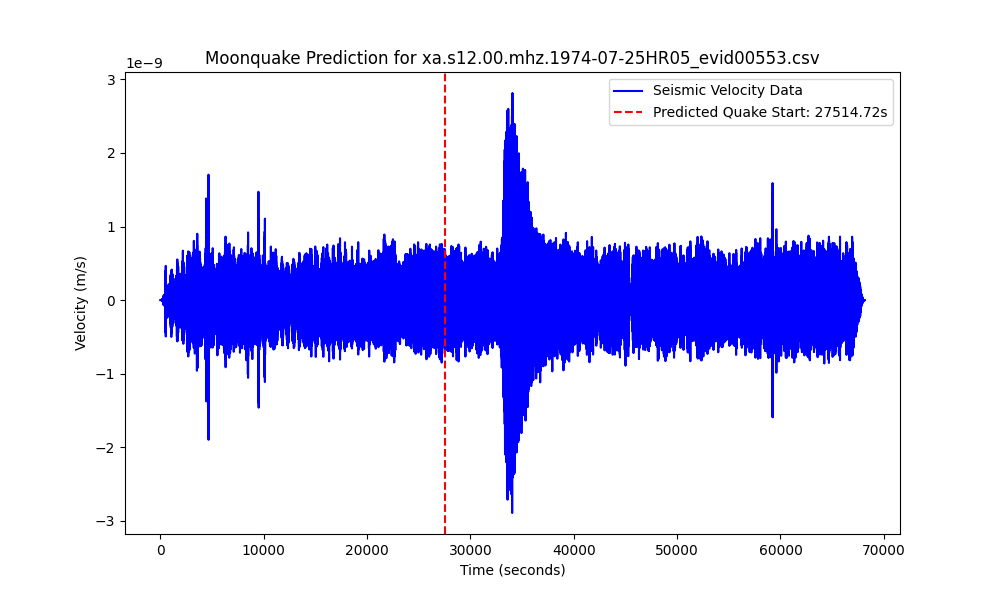 Moonquake Prediction for xa.s12.00.mhz.1974-07-25HR05_evid00553.csv
1e−9
Seismic Velocity Data
Predicted Quake Start: 27514.72s
3
2
1
0
−1
−2
−3
Velocity (m/s)
0 10000 20000 30000 40000 50000 60000 70000
Time (seconds)